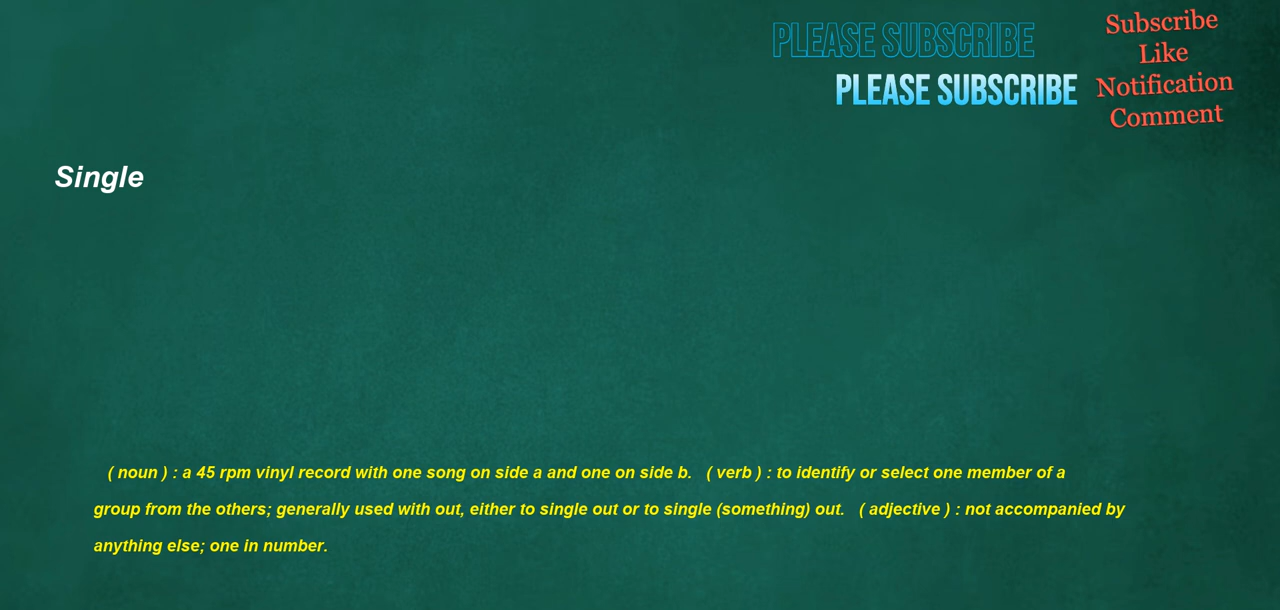 PLEASE SUBSCRIBE
PLEASE SUBSCRIBE
Subscribe
Like
Notification
Comment
Single
( noun ) : a 45 rpm vinyl record with one song on side a and one on side b. ( verb ) : to identify or select one member of a
group from the others; generally used with out, either to single out or to single (something) out. ( adjective ) : not accompanied by
anything else; one in number.